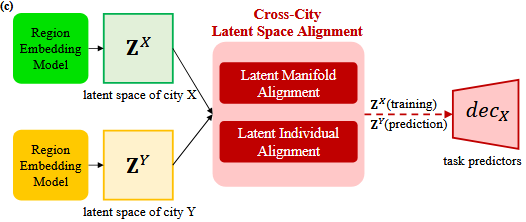 (c)
Region
Embedding
Model
Z^X
latent space of city X
Region
Embedding
Model
Z^Y
latent space of city Y
Cross-City
Latent Space Alignment
Latent Manifold
Alignment
Latent Individual
Alignment
Z^X(training)
Z^Y(prediction)
dec_X
task predictors